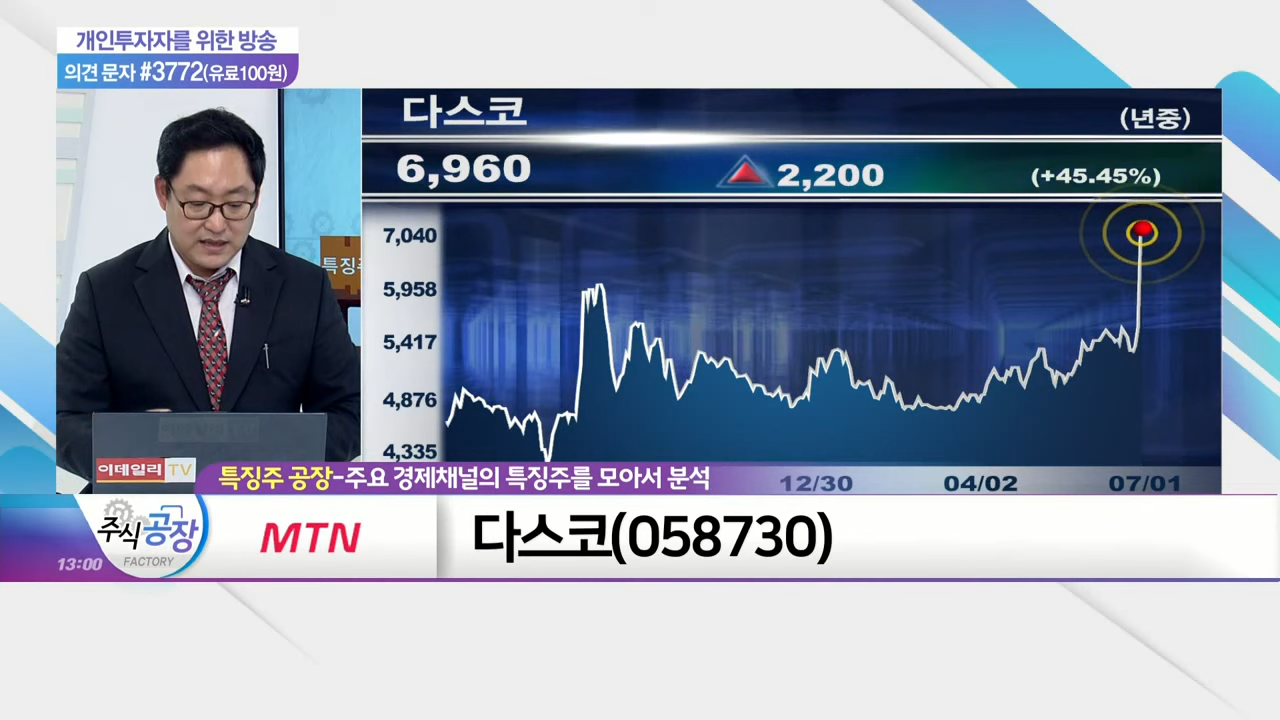 개인투자자를 위한 방송
의견 문자 #3772(유료100원)
다스코
(년중)
6,960
2,200
(+45.45%)
7,040
5,958
5,417
4,876
4,335
특징주
이데일리 TV
특징주 공장-주요 경제채널의 특징주를 모아서 분석
12/30
04/02
07/01
주식공장
FACTORY
13:00
MTN
다스코(058730)